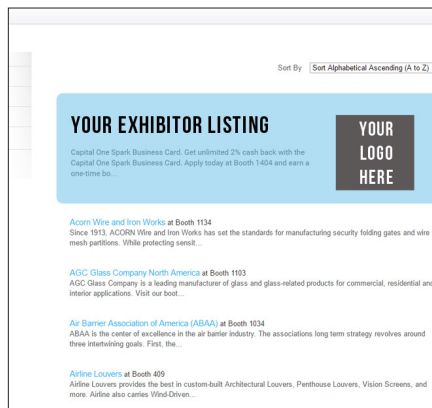 Sort By Sort Alphabetical Ascending (A to Z)
YOUR EXHIBITOR LISTING
YOUR
LOGO
HERE
Capital One Spark Business Card. Get unlimited 2% cash back with the
Capital One Spark Business Card. Apply today at Booth 1404 and earn a
one-time bo...
Acorn Wire and Iron Works at Booth 1134
Since 1913, ACORN Wire and Iron Works has set the standards for manufacturing security folding gates and wire
mesh partitions. While protecting sensit...
AGC Glass Company North America at Booth 1103
AGC Glass Company is a leading manufacturer of glass and glass-related products for commercial, residential and
interior applications. Visit our boot...
Air Barrier Association of America (ABAA) at Booth 1034
ABAA is the center of excellence in the air barrier industry. The associations long term strategy revolves around
three intertwining goals. First, the...
Airline Louvers at Booth 409
Airline Louvers provides the best in custom-built Architectural Louvers, Penthouse Louvers, Vision Screens, and
more. Airline also carries Wind-Driven...